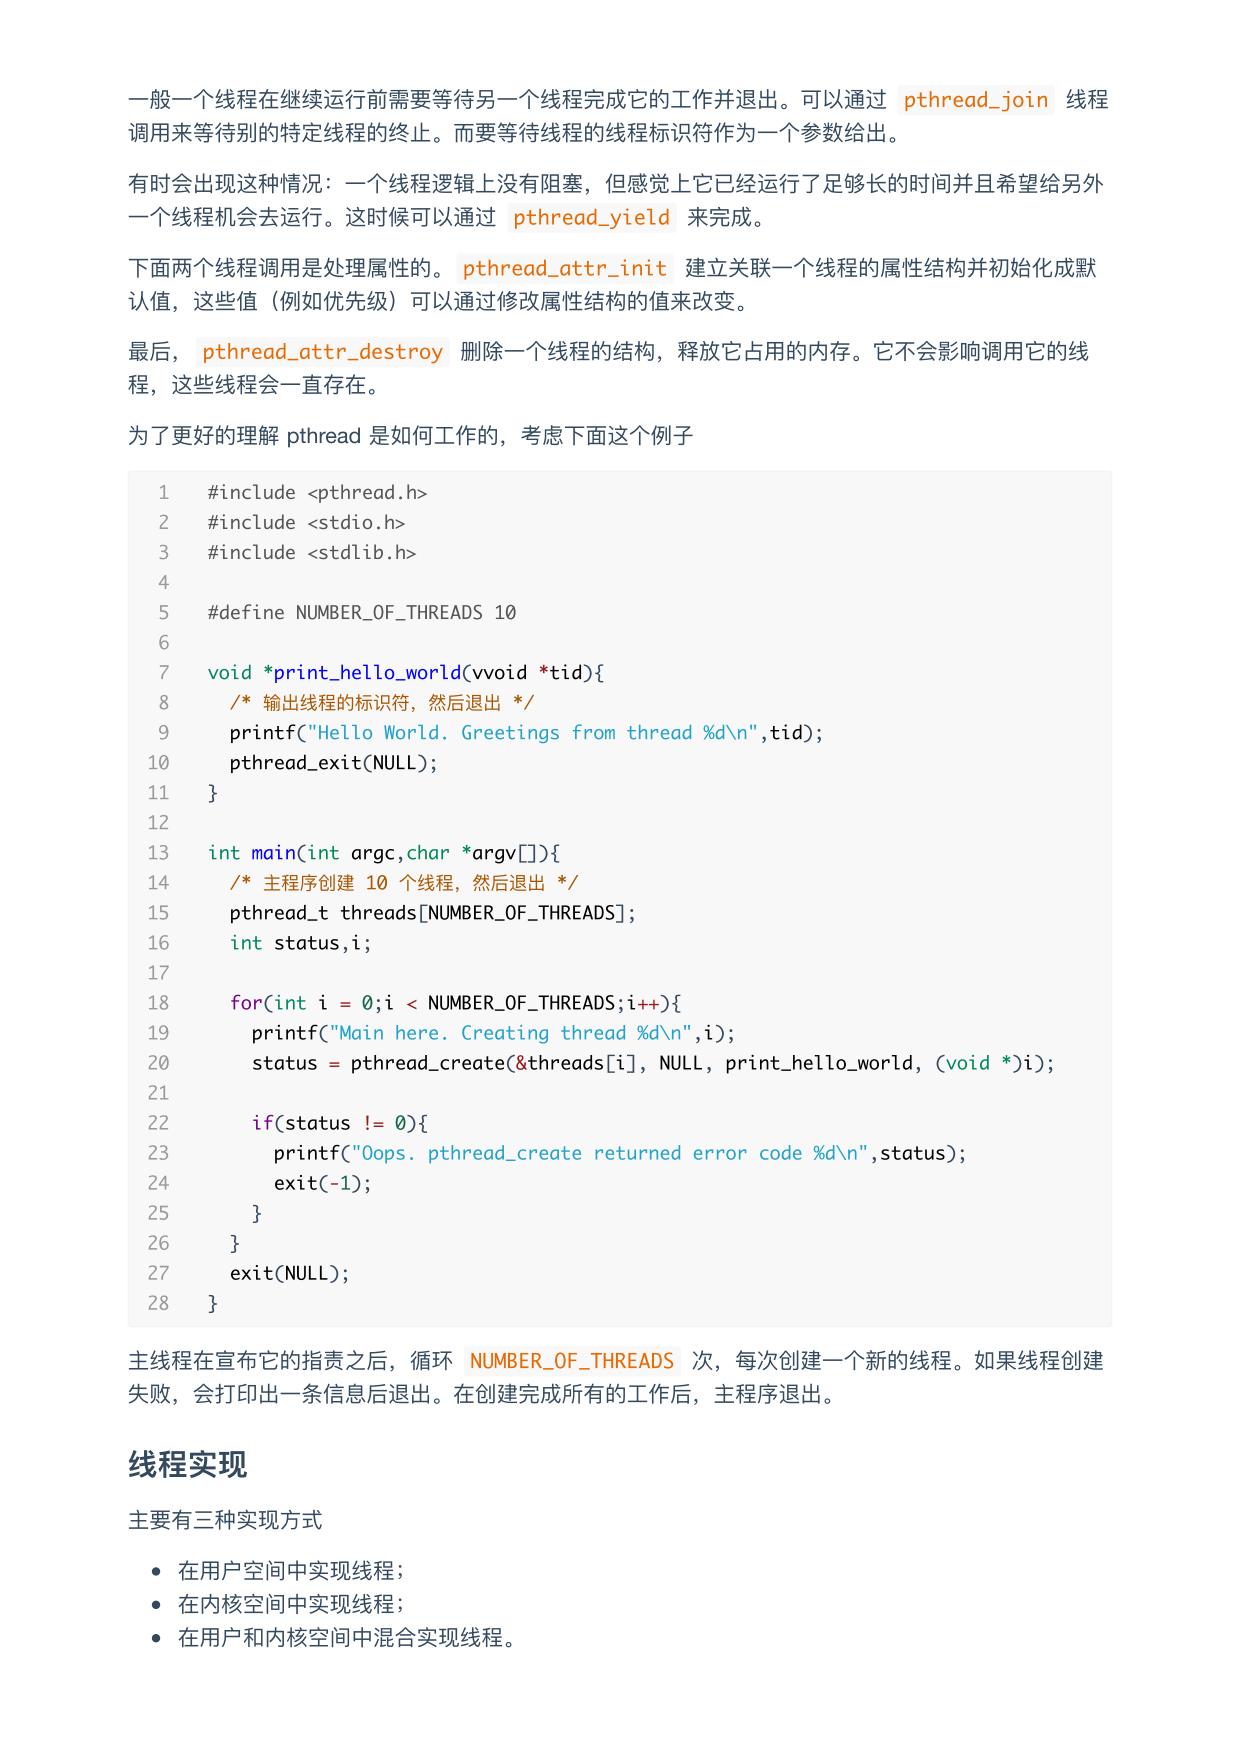 一般一个线程在继续运行前需要等待另一个线程完成它的工作并退出。可以通过 pthread_join 线程
调用来等待别的特定线程的终止。而要等待线程的线程标识符作为一个参数给出。
有时会出现这种情况：一个线程逻辑上没有阻塞，但感觉上它已经运行了足够长的时间并且希望给另外
一个线程机会去运行。这时候可以通过 pthread_yield 来完成。
下面两个线程调用是处理属性的。 pthread_attr_init 建立关联一个线程的属性结构并初始化成默
认值，这些值（例如优先级）可以通过修改属性结构的值来改变。
最后， pthread_attr_destroy 删除一个线程的结构，释放它占用的内存。它不会影响调用它的线
程，这些线程会一直存在。
为了更好的理解 pthread 是如何工作的，考虑下面这个例子
1 #include <pthread.h>
2 #include <stdio.h>
3 #include <stdlib.h>
4
5 #define NUMBER_OF_THREADS 10
6
7 void *print_hello_world(vvoid *tid){
8 /* 输出线程的标识符，然后退出 */
9 printf("Hello World. Greetings from thread %d\n",tid);
10 pthread_exit(NULL);
11 }
12
13 int main(int argc,char *argv[]){
14 /* 主程序创建 10 个线程，然后退出 */
15 pthread_t threads[NUMBER_OF_THREADS];
16 int status,i;
17
18 for(int i = 0;i < NUMBER_OF_THREADS;i++){
19 printf("Main here. Creating thread %d\n",i);
20 status = pthread_create(&threads[i], NULL, print_hello_world, (void *)i);
21
22 if(status != 0){
23 printf("Oops. pthread_create returned error code %d\n",status);
24 exit(-1);
25 }
26 }
27 exit(NULL);
28 }
主线程在宣布它的指责之后，循环 NUMBER_OF_THREADS 次，每次创建一个新的线程。如果线程创建
失败，会打印出一条信息后退出。在创建完成所有的工作后，主程序退出。
线程实现
主要有三种实现方式
• 在用户空间中实现线程；
• 在内核空间中实现线程；
• 在用户和内核空间中混合实现线程。